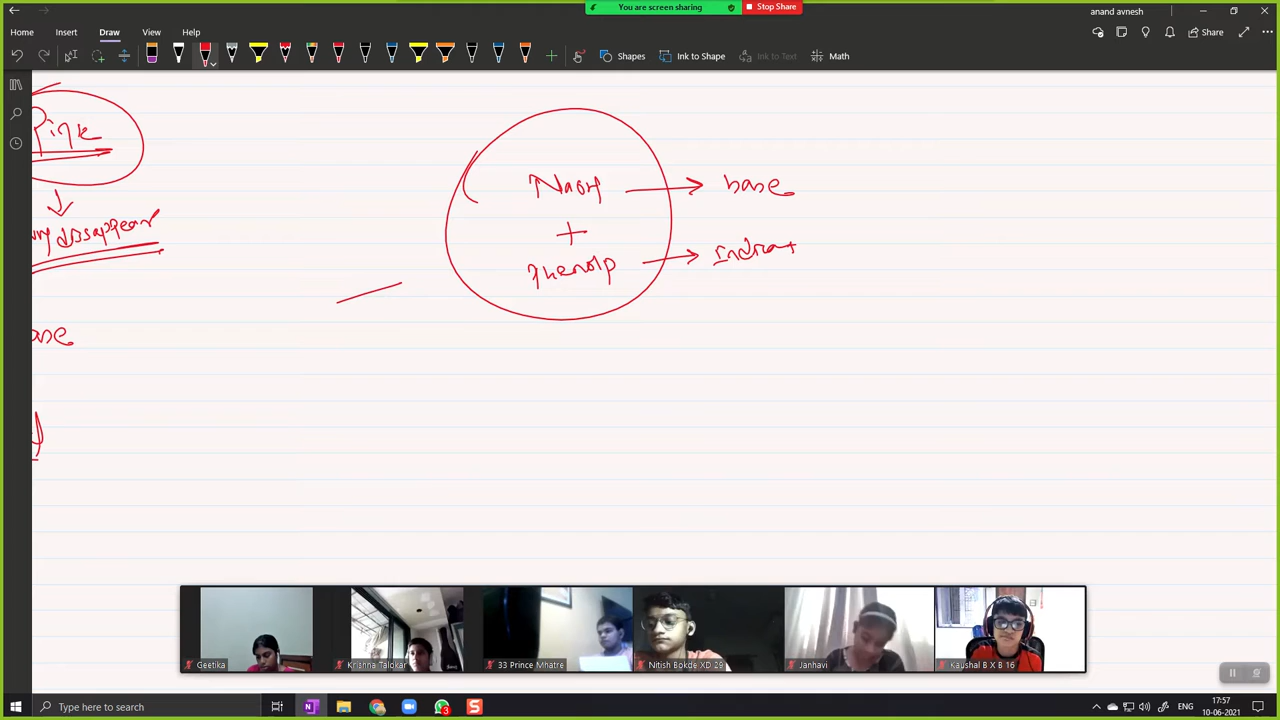 You are screen sharing
Stop Share
anand avnesh
Home Insert Draw View Help
Shapes
Ink to Shape
Ink to Text
Math
Share
Pink
disappear
ase
NaOH → base
+
Phenolp →
Geetika
Krishna Talokar
33 Prince Mhatre
Nitish Bokde XD 29
Janhavi
Kaushal B X B 16
Type here to search
3
ENG
17:57
10-06-2021